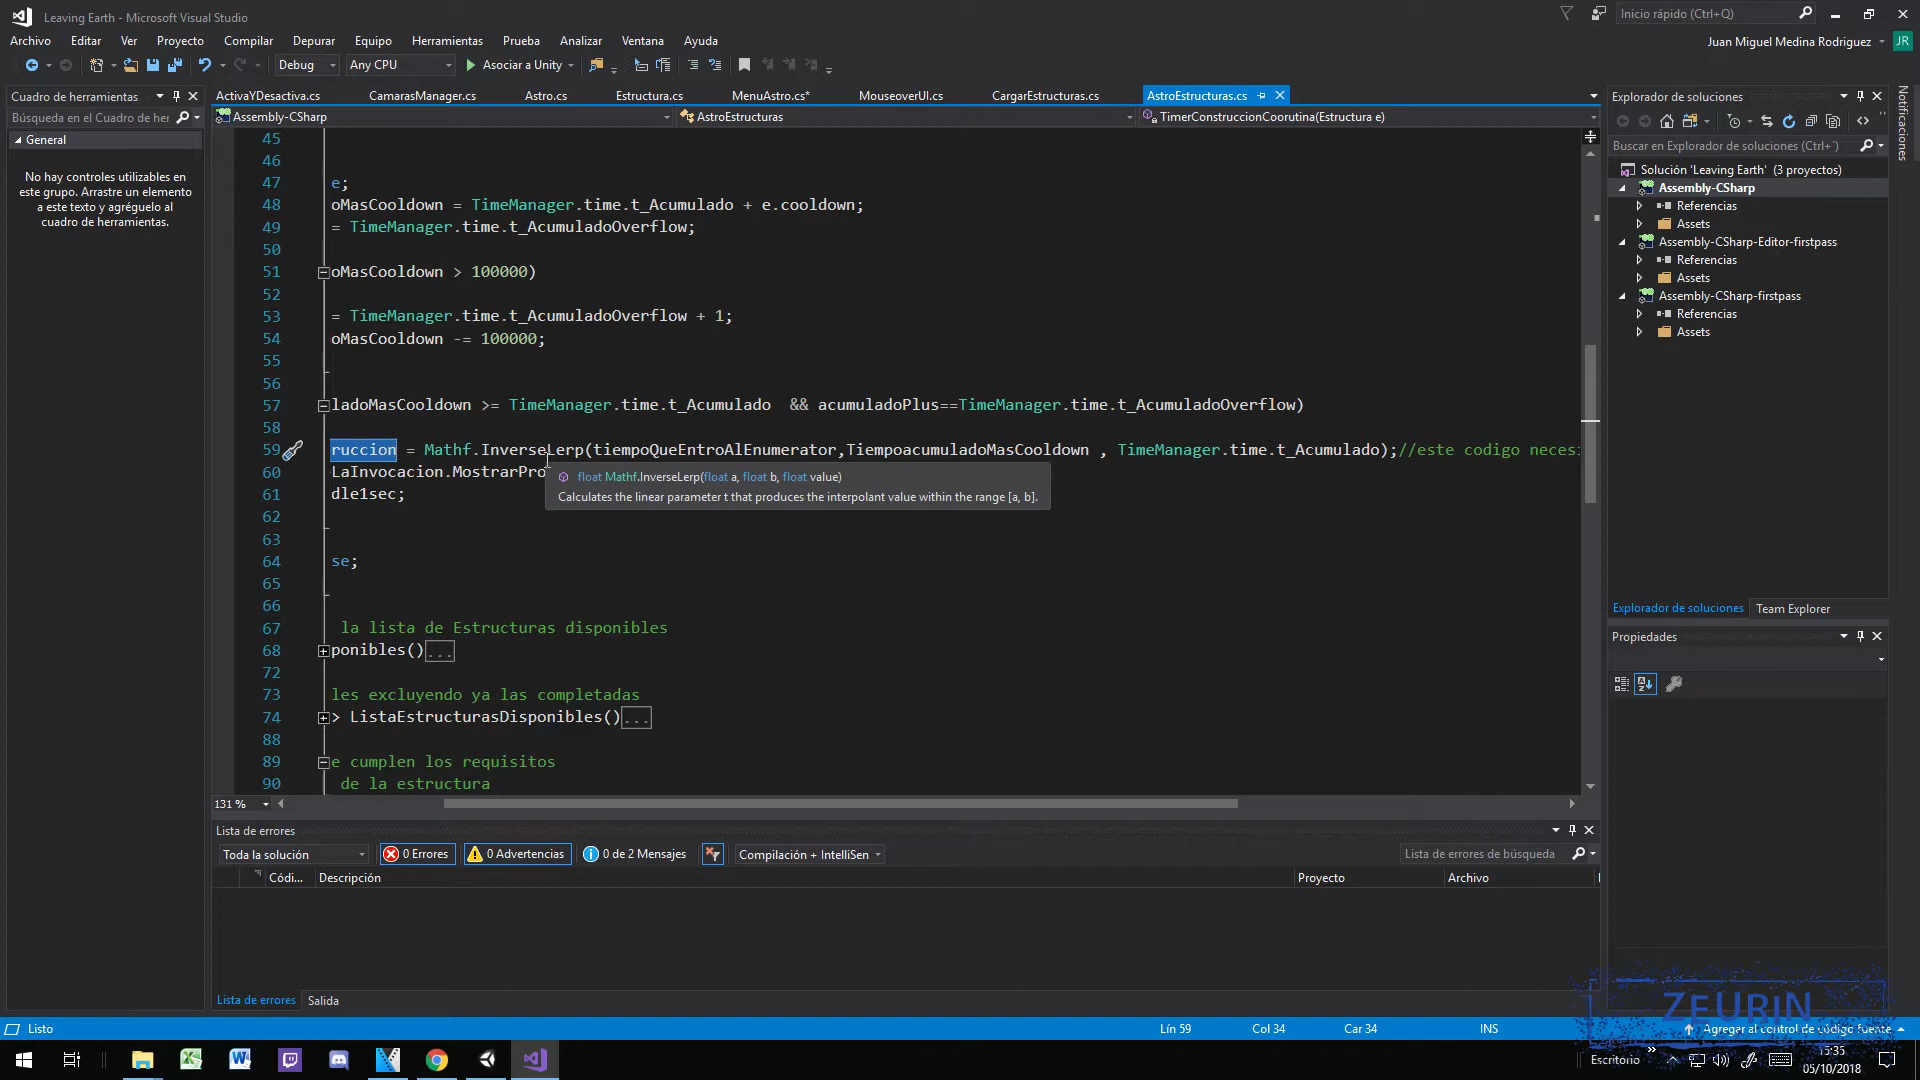 Leaving Earth - Microsoft Visual Studio
Inicio rápido (Ctrl+Q)
Archivo Editar Ver Proyecto Compilar Depurar Equipo Herramientas Prueba Analizar Ventana Ayuda
Juan Miguel Medina Rodriguez JR
Debug Any CPU Asociar a Unity
Cuadro de herramientas
Búsqueda en el Cuadro de her
General
No hay controles utilizables en
este grupo. Arrastre un elemento
a este texto y agréguelo al
cuadro de herramientas.
ActivaYDesactiva.cs CamarasManager.cs Astro.cs Estructura.cs MenuAstro.cs* MouseoverUI.cs CargarEstructuras.cs AstroEstructuras.cs
Assembly-CSharp AstroEstructuras TimerConstruccionCoorutina(Estructura e)
45
46
47 e;
48 oMasCooldown = TimeManager.time.t_Acumulado + e.cooldown;
49 = TimeManager.time.t_AcumuladoOverflow;
50
51 oMasCooldown > 100000)
52
53 = TimeManager.time.t_AcumuladoOverflow + 1;
54 oMasCooldown -= 100000;
55
56
57 ladoMasCooldown >= TimeManager.time.t_Acumulado && acumuladoPlus==TimeManager.time.t_AcumuladoOverflow)
58
59 ruccion = Mathf.InverseLerp(tiempoQueEntroAlEnumerator,TiempoacumuladoMasCooldown , TimeManager.time.t_Acumulado);//este codigo necesi
60 LaInvocacion.MostrarPro
float Mathf.InverseLerp(float a, float b, float value)
Calculates the linear parameter t that produces the interpolant value within the range [a, b].
61 dle1sec;
62
63
64 se;
65
66
67 la lista de Estructuras disponibles
68 ponibles()...
72
73 les excluyendo ya las completadas
74 > ListaEstructurasDisponibles()...
88
89 e cumplen los requisitos
90 de la estructura
131 %
Lista de errores
Toda la solución 0 Errores 0 Advertencias 0 de 2 Mensajes Compilación + IntelliSen Lista de errores de búsqueda
Códi... Descripción Proyecto Archivo
Lista de errores Salida
Explorador de soluciones
Buscar en Explorador de soluciones (Ctrl+')
Solución 'Leaving Earth' (3 proyectos)
Assembly-CSharp
Referencias
Assets
Assembly-CSharp-Editor-firstpass
Referencias
Assets
Assembly-CSharp-firstpass
Referencias
Assets
Explorador de soluciones Team Explorer
Propiedades
Notificaciones
ZEURIN
Listo Lín 59 Col 34 Car 34 INS Agregar al control de código fuente
Escritorio
15:35
05/10/2018